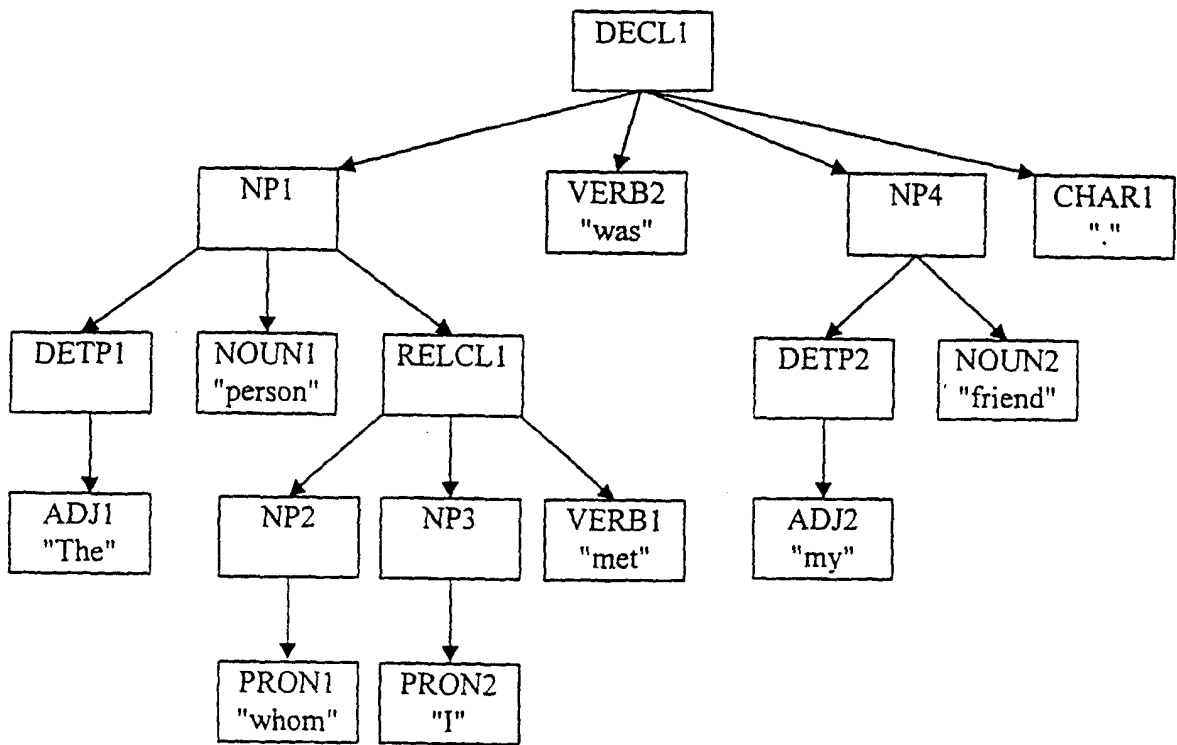 DECL1
NP1
VERB2
"was"
NP4
CHAR1
"."
DETP1
NOUN1
"person"
RELCL1
DETP2
NOUN2
"friend"
ADJ1
"The"
NP2
NP3
VERB1
"met"
ADJ2
"my"
PRON1
"whom"
PRON2
"I"